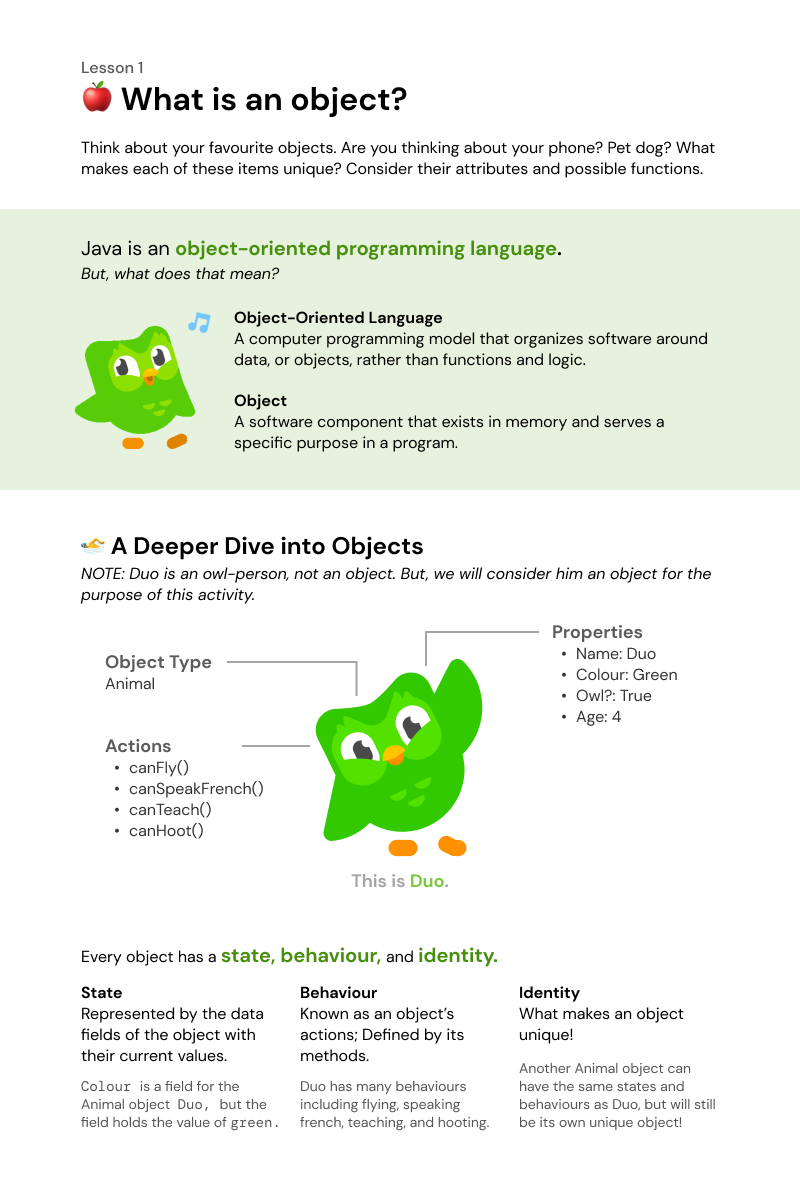 Lesson 1
What is an object?
Think about your favourite objects. Are you thinking about your phone? Pet dog? What
makes each of these items unique? Consider their attributes and possible functions.
Java is an object-oriented programming language.
But, what does that mean?
Object-Oriented Language
A computer programming model that organizes software around
data, or objects, rather than functions and logic.
Object
A software component that exists in memory and serves a
specific purpose in a program.
A Deeper Dive into Objects
NOTE: Duo is an owl-person, not an object. But, we will consider him an object for the
purpose of this activity.
Object Type
Animal
Actions
• canFly()
• canSpeakFrench()
• canTeach()
• canHoot()
Properties
• Name: Duo
• Colour: Green
• Owl?: True
• Age: 4
This is Duo.
Every object has a state, behaviour, and identity.
State
Represented by the data
fields of the object with
their current values.
Colour is a field for the
Animal object Duo, but the
field holds the value of green.
Behaviour
Known as an object’s
actions; Defined by its
methods.
Duo has many behaviours
including flying, speaking
french, teaching, and hooting.
Identity
What makes an object
unique!
Another Animal object can
have the same states and
behaviours as Duo, but will still
be its own unique object!